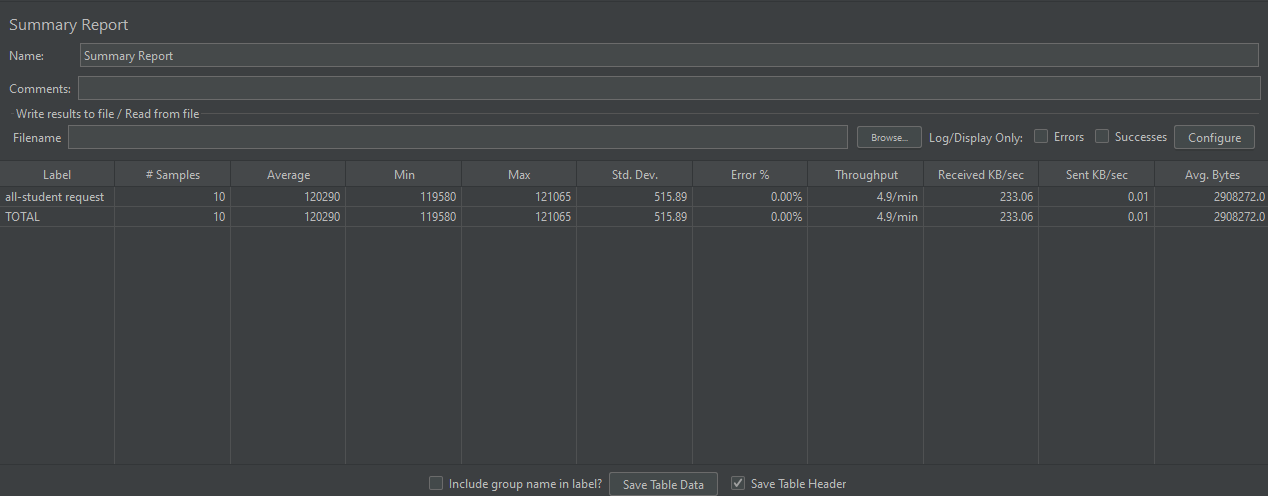 Summary Report
Name: Summary Report
Comments:
Write results to file / Read from file
Filename Browse... Log/Display Only: Errors Successes Configure
Label # Samples Average Min Max Std. Dev. Error % Throughput Received KB/sec Sent KB/sec Avg. Bytes
all-student request 10 120290 119580 121065 515.89 0.00% 4.9/min 233.06 0.01 2908272.0
TOTAL 10 120290 119580 121065 515.89 0.00% 4.9/min 233.06 0.01 2908272.0
Include group name in label? Save Table Data Save Table Header